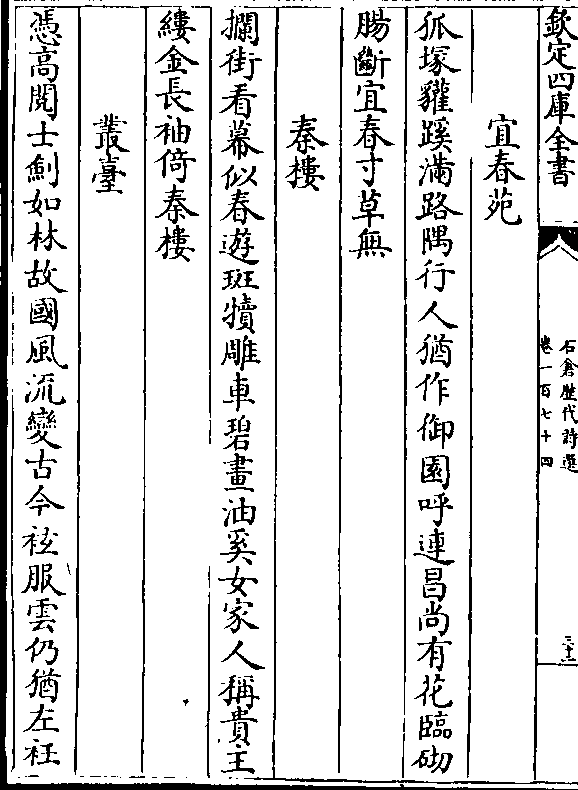 欽定四庫全書
石倉歴代詩選
卷一百七十四
三十二
宜春苑
狐塚貛蹊滿路隅行人猶作御園呼連昌尚有花臨砌
腸斷宜春寸草無
秦樓
攔街看幕似春遊斑犢雕車碧畫油奚女家人稱貴主
縷金長袖倚秦樓
叢臺
憑高閲士劍如林故國風流變古今袨服雲仍猶左衽